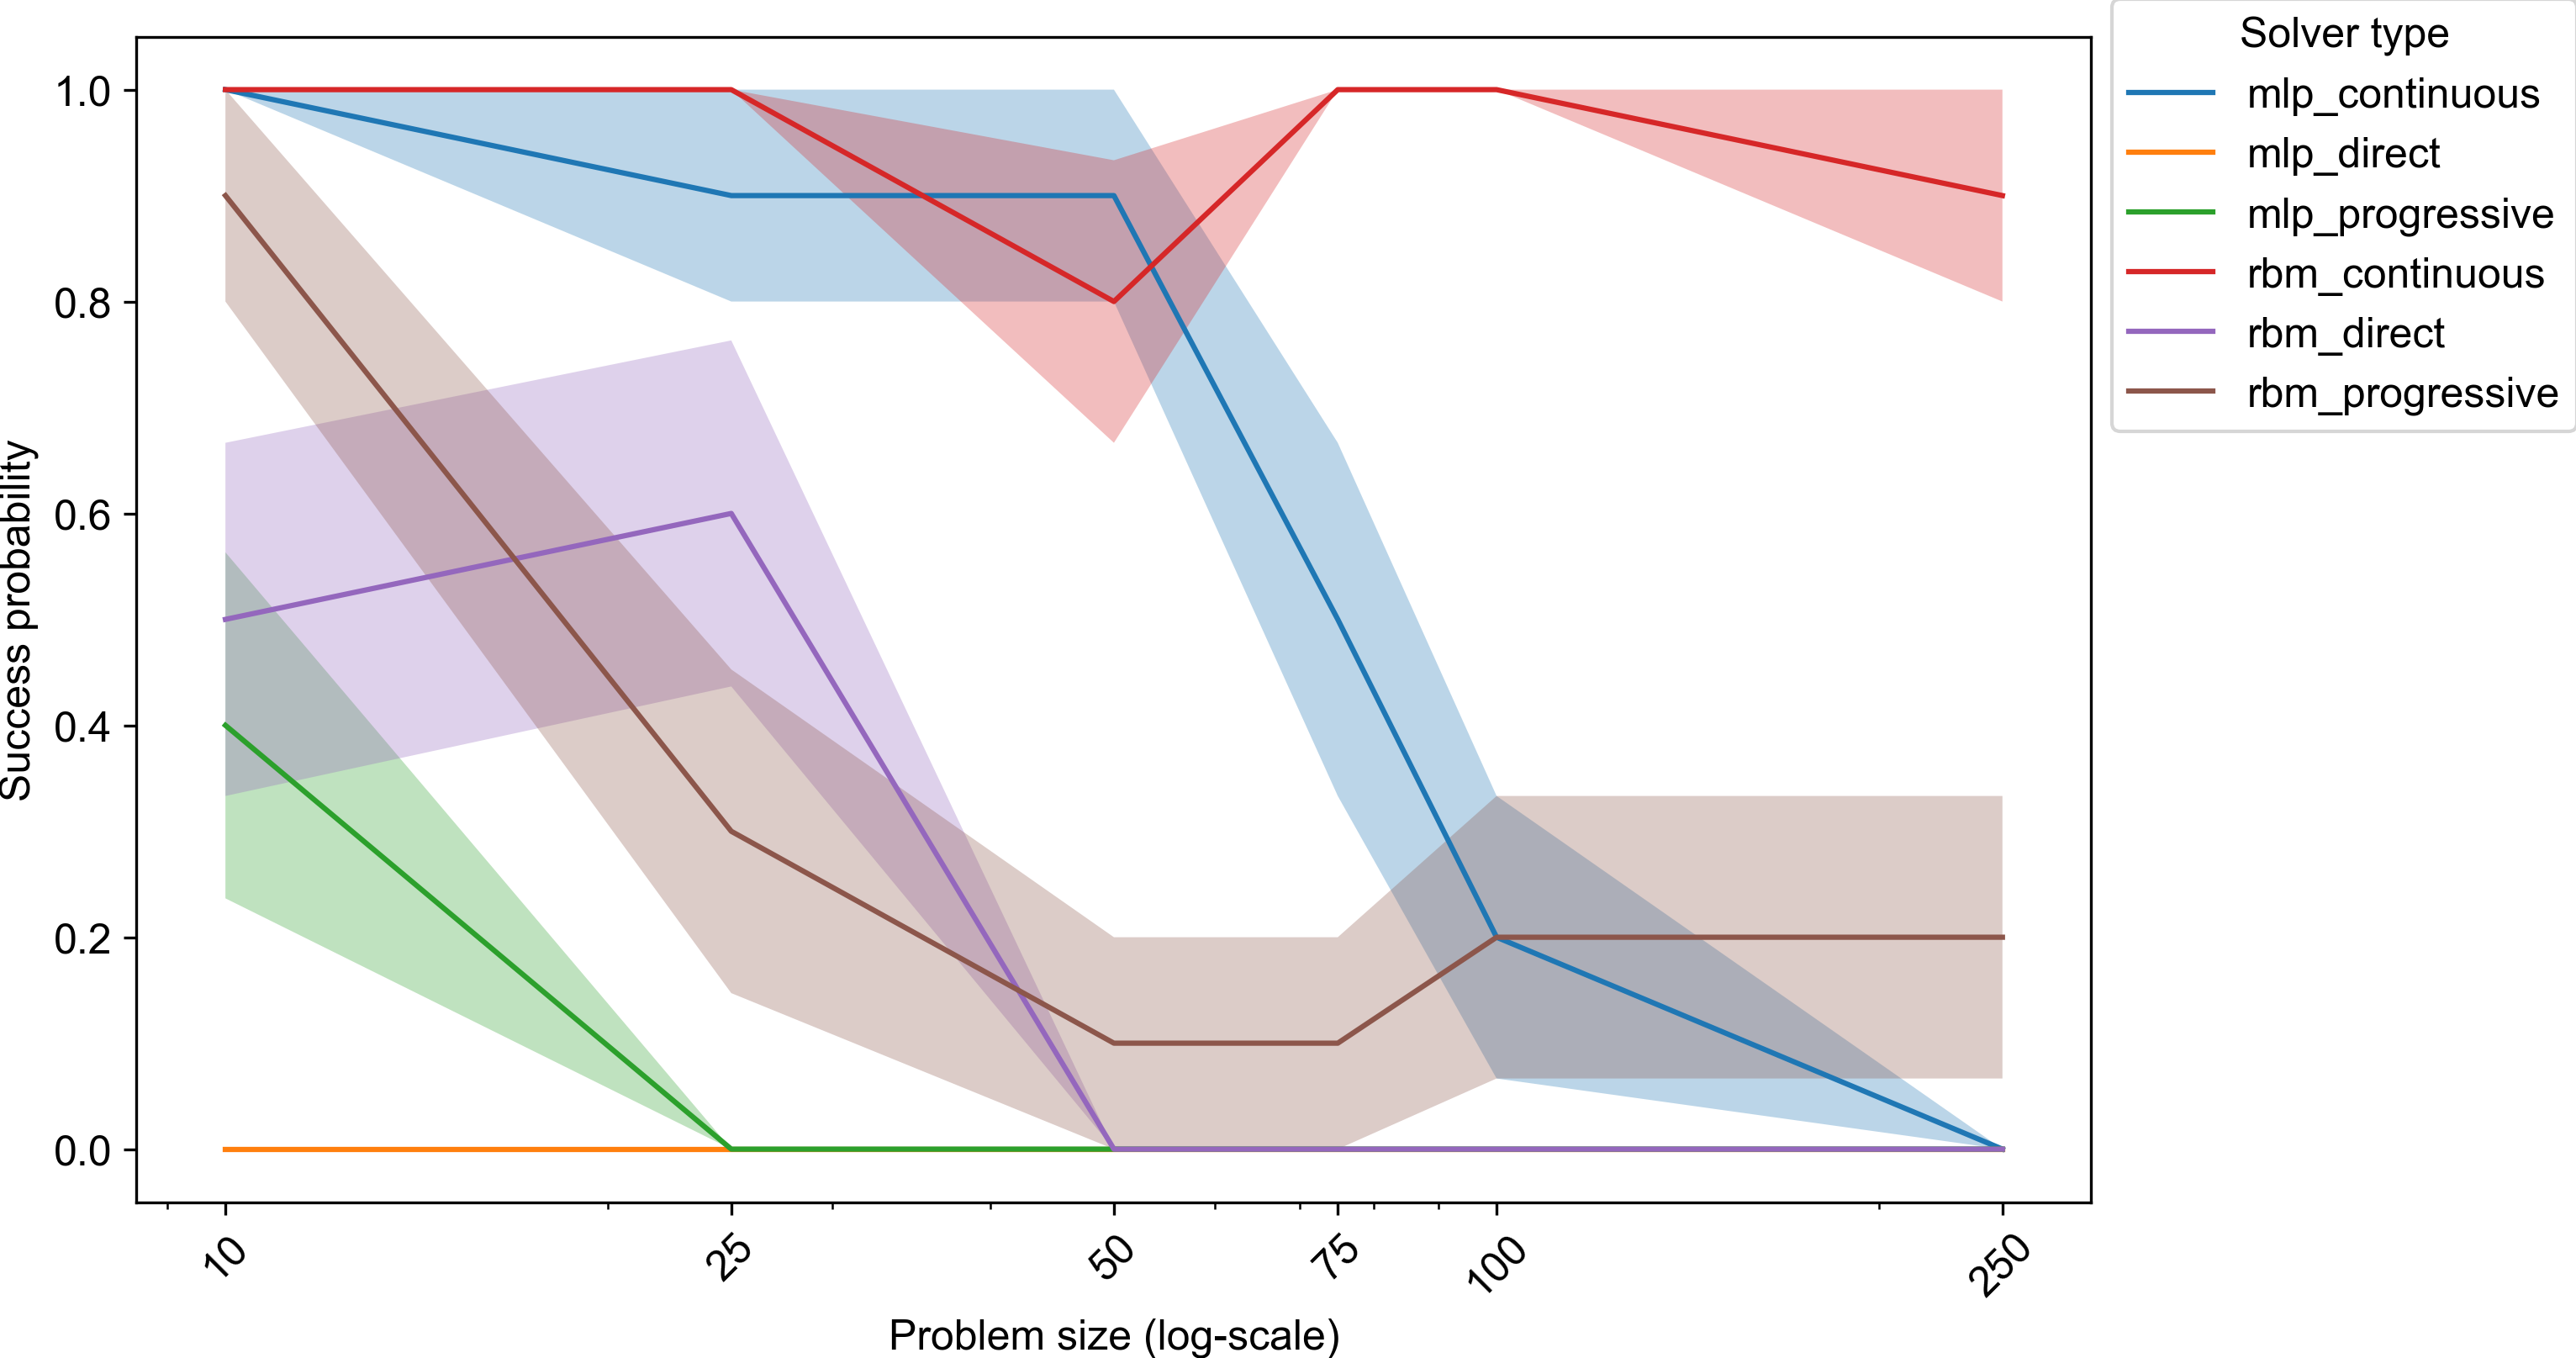 Solver type
mlp_continuous
mlp_direct
mlp_progressive
rbm_continuous
rbm_direct
rbm_progressive
Success probability
1.0
0.8
0.6
0.4
0.2
0.0
10
25
50
75
100
250
Problem size (log-scale)